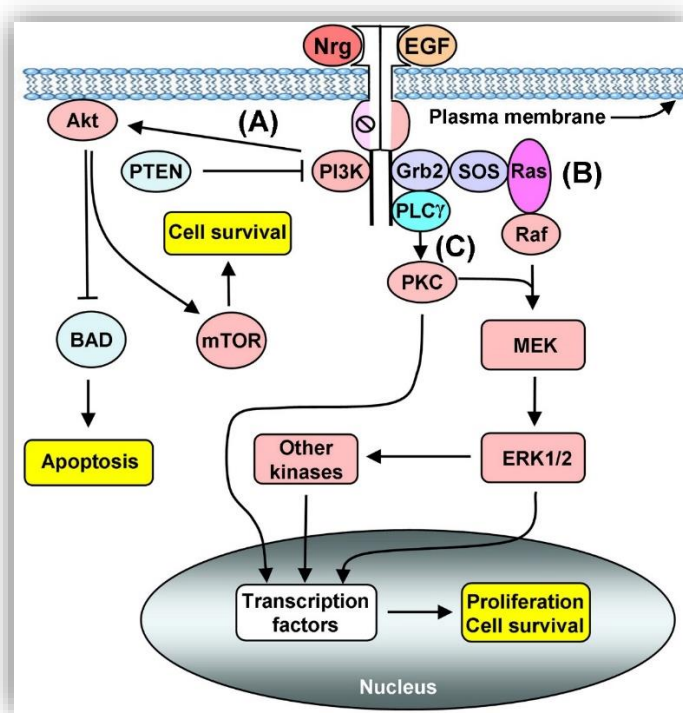 Nrg
EGF
Akt
(A)
Plasma membrane
PTEN
PI3K
Grb2
SOS
Ras
(B)
PLCγ
Raf
Cell survival
(C)
PKC
BAD
mTOR
MEK
Apoptosis
Other
kinases
ERK1/2
Transcription
factors
Proliferation
Cell survival
Nucleus